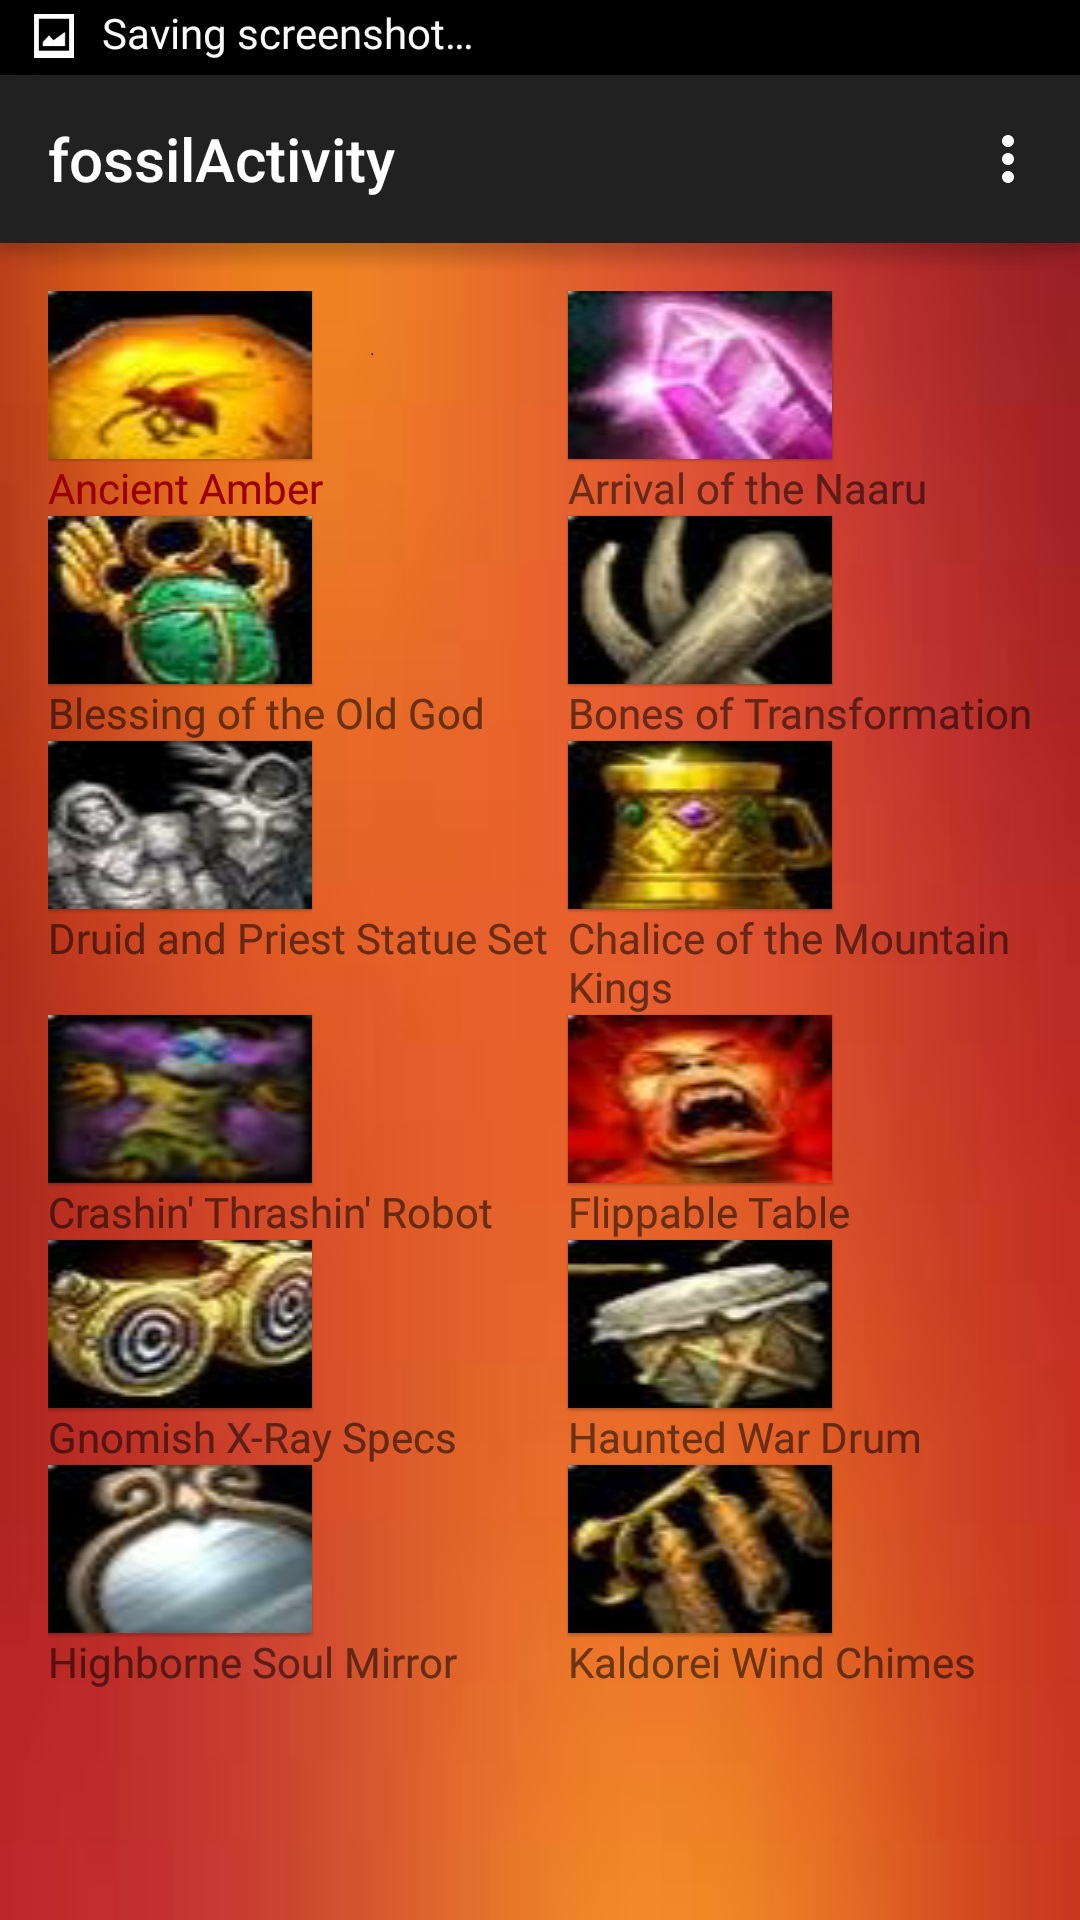 Saving screenshot...
fossilActivity
Ancient Amber
Arrival of the Naaru
Blessing of the Old God
Bones of Transformation
Druid and Priest Statue Set
Chalice of the Mountain
Kings
Crashin' Thrashin' Robot
Flippable Table
Gnomish X-Ray Specs
Haunted War Drum
Highborne Soul Mirror
Kaldorei Wind Chimes